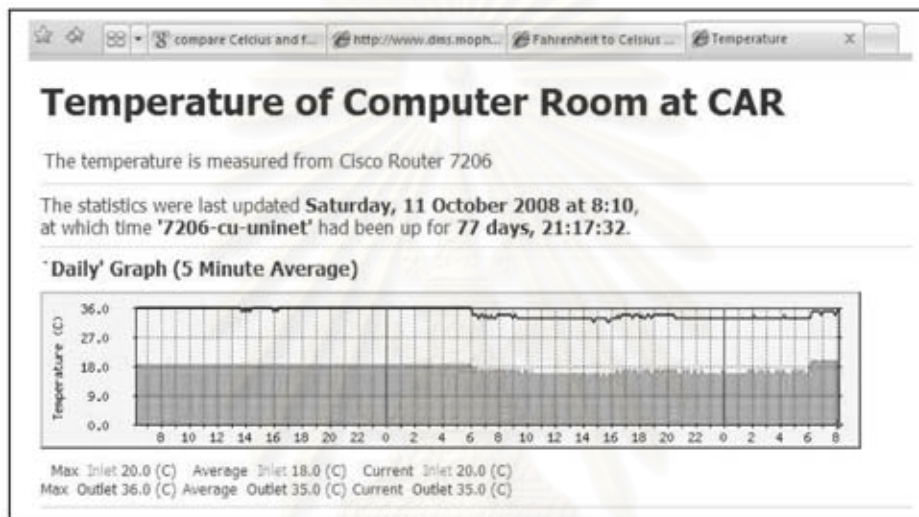 compare Celcius and f... http://www.dms.moph... Fahrenheit to Celsius ... Temperature X
Temperature of Computer Room at CAR
The temperature is measured from Cisco Router 7206
The statistics were last updated Saturday, 11 October 2008 at 8:10,
at which time '7206-cu-uninet' had been up for 77 days, 21:17:32.
`Daily' Graph (5 Minute Average)
Temperature (C)
36.0
27.0
18.0
9.0
0.0
8 10 12 14 16 18 20 22 0 2 4 6 8 10 12 14 16 18 20 22 0 2 4 6 8
Max Inlet 20.0 (C) Average Inlet 18.0 (C) Current Inlet 20.0 (C)
Max Outlet 36.0 (C) Average Outlet 35.0 (C) Current Outlet 35.0 (C)